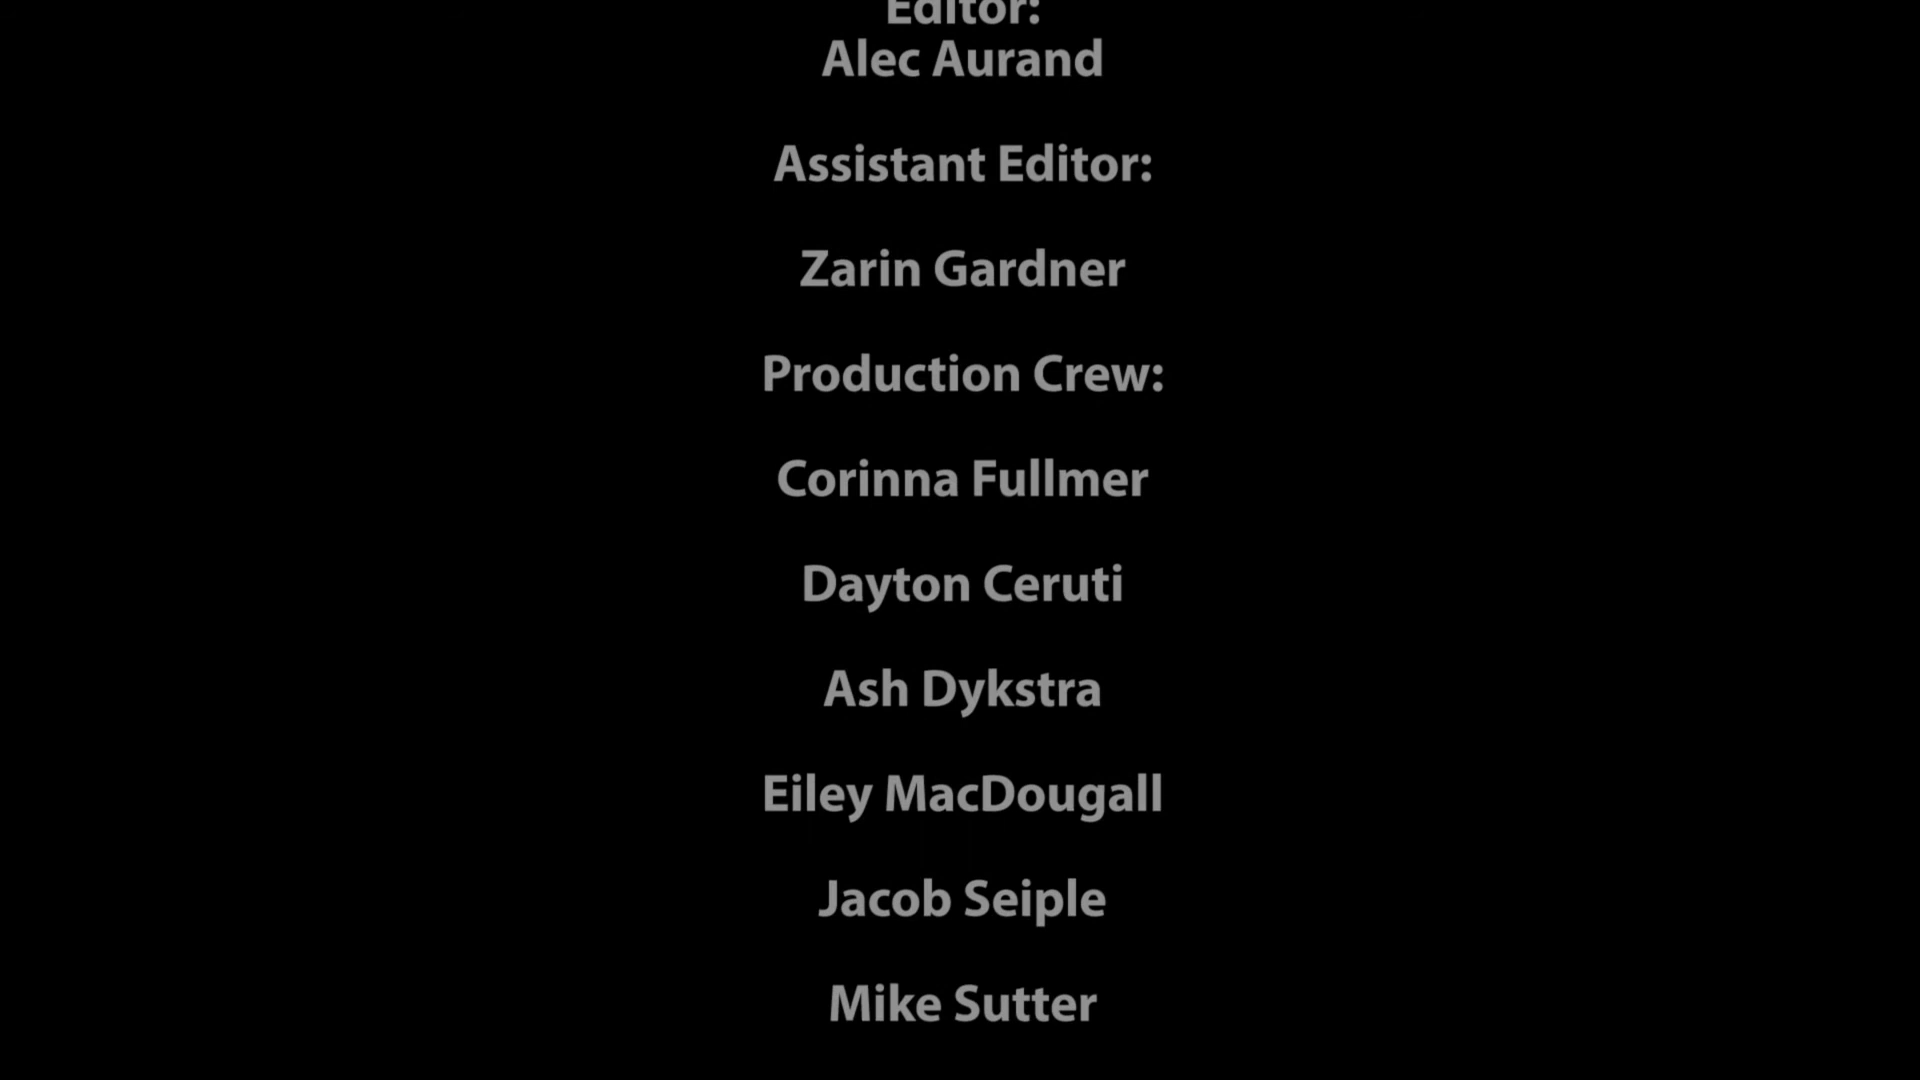 Editor:
Alec Aurand
Assistant Editor:
Zarin Gardner
Production Crew:
Corinna Fullmer
Dayton Ceruti
Ash Dykstra
Eiley MacDougall
Jacob Seiple
Mike Sutter